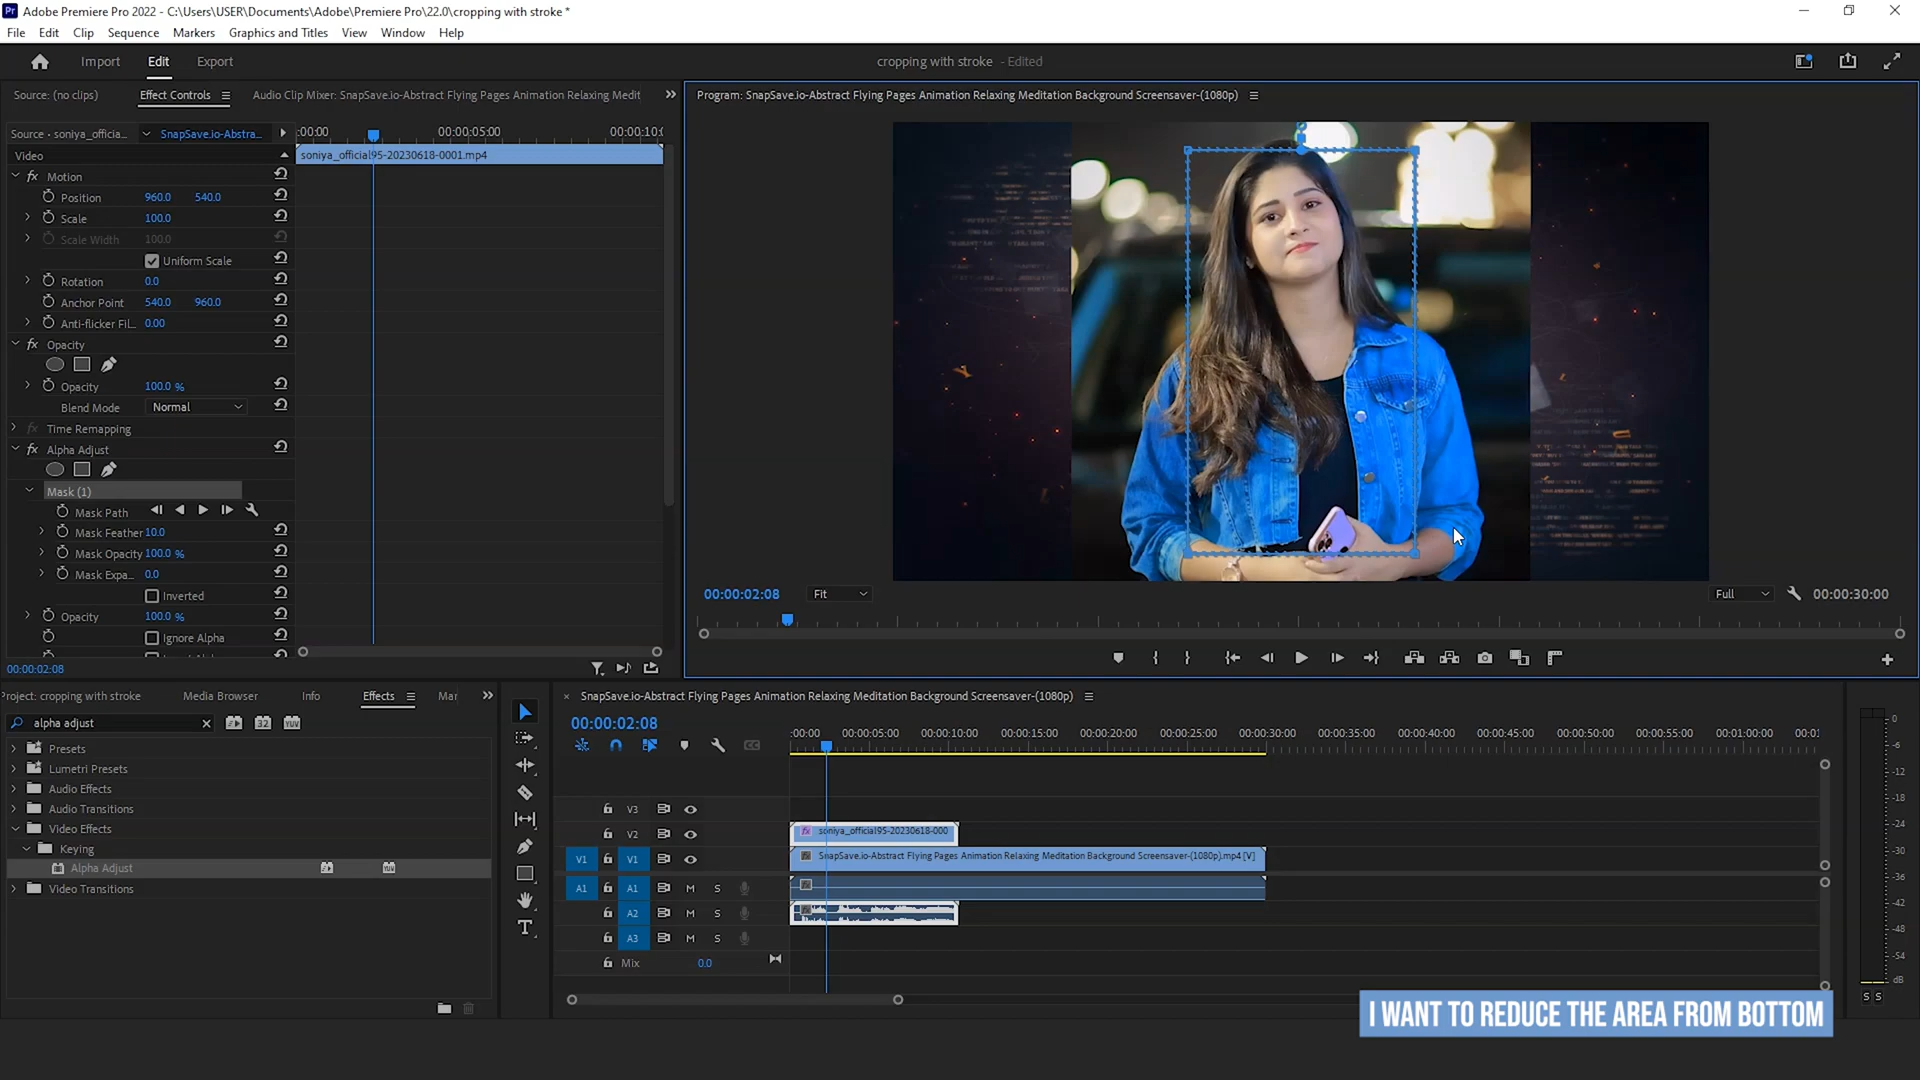 Pr Adobe Premiere Pro 2022 - C:\Users\USER\Documents\Adobe\Premiere Pro\22.0\cropping with stroke *
File Edit Clip Sequence Markers Graphics and Titles View Window Help
Import Edit Export
cropping with stroke - Edited
Source: (no clips) Effect Controls Audio Clip Mixer: SnapSave.io-Abstract Flying Pages Animation Relaxing Medit
Program: SnapSave.io-Abstract Flying Pages Animation Relaxing Meditation Background Screensaver-(1080p)
Source • soniya_officia... SnapSave.io-Abstra... :00:00 00:00:05:00 00:00:10:
Video soniya_official95-20230618-0001.mp4
fx Motion
Position 960.0 540.0
Scale 100.0
Scale Width 100.0
Uniform Scale
Rotation 0.0
Anchor Point 540.0 960.0
Anti-flicker Fil... 0.00
fx Opacity
Opacity 100.0 %
Blend Mode Normal
fx Time Remapping
fx Alpha Adjust
Mask (1)
Mask Path
Mask Feather 10.0
Mask Opacity 100.0 %
Mask Expa... 0.0
Inverted
Opacity 100.0 %
Ignore Alpha
00:00:02:08
00:00:02:08 Fit Full 00:00:30:00
Project: cropping with stroke Media Browser Info Effects Mar
alpha adjust
32 YUV
Presets
Lumetri Presets
Audio Effects
Audio Transitions
Video Effects
Keying
Alpha Adjust
Video Transitions
× SnapSave.io-Abstract Flying Pages Animation Relaxing Meditation Background Screensaver-(1080p)
00:00:02:08
:00:00 00:00:05:00 00:00:10:00 00:00:15:00 00:00:20:00 00:00:25:00 00:00:30:00 00:00:35:00 00:00:40:00 00:00:45:00 00:00:50:00 00:00:55:00 00:01:00:00 00:01
V3
V2 fx soniya_official95-20230618-000
V1 V1 fx SnapSave.io-Abstract Flying Pages Animation Relaxing Meditation Background Screensaver-(1080p).mp4 [V]
A1 A1 M S
A2 M S
A3 M S
Mix 0.0
0
-6
-12
-18
-24
-30
-36
-42
-48
-54
dB
S S
I WANT TO REDUCE THE AREA FROM BOTTOM